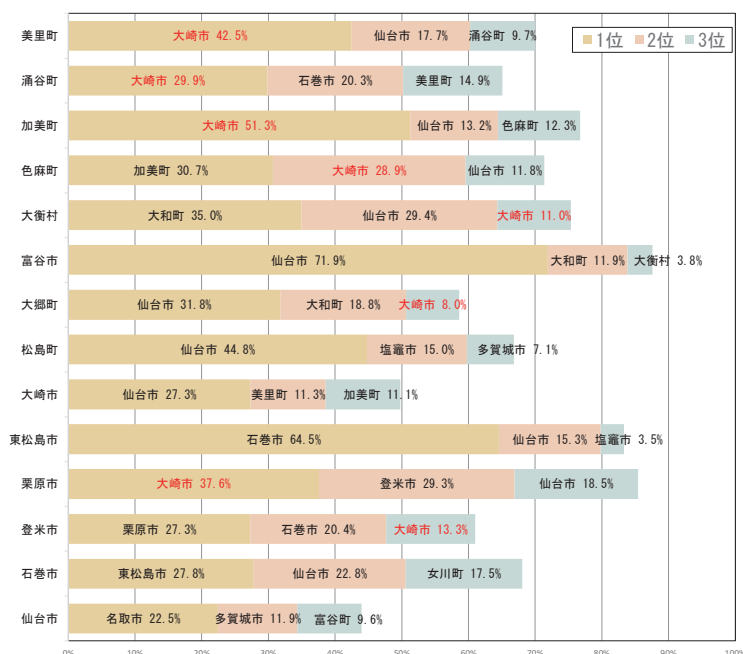 1位 2位 3位
美里町 大崎市 42.5% 仙台市 17.7% 涌谷町 9.7%
涌谷町 大崎市 29.9% 石巻市 20.3% 美里町 14.9%
加美町 大崎市 51.3% 仙台市 13.2% 色麻町 12.3%
色麻町 加美町 30.7% 大崎市 28.9% 仙台市 11.8%
大衡村 大和町 35.0% 仙台市 29.4% 大崎市 11.0%
富谷市 仙台市 71.9% 大和町 11.9% 大衡村 3.8%
大郷町 仙台市 31.8% 大和町 18.8% 大崎市 8.0%
松島町 仙台市 44.8% 塩竈市 15.0% 多賀城市 7.1%
大崎市 仙台市 27.3% 美里町 11.3% 加美町 11.1%
東松島市 石巻市 64.5% 仙台市 15.3% 塩竈市 3.5%
栗原市 大崎市 37.6% 登米市 29.3% 仙台市 18.5%
登米市 栗原市 27.3% 石巻市 20.4% 大崎市 13.3%
石巻市 東松島市 27.8% 仙台市 22.8% 女川町 17.5%
仙台市 名取市 22.5% 多賀城市 11.9% 富谷町 9.6%
0% 10% 20% 30% 40% 50% 60% 70% 80% 90% 100%